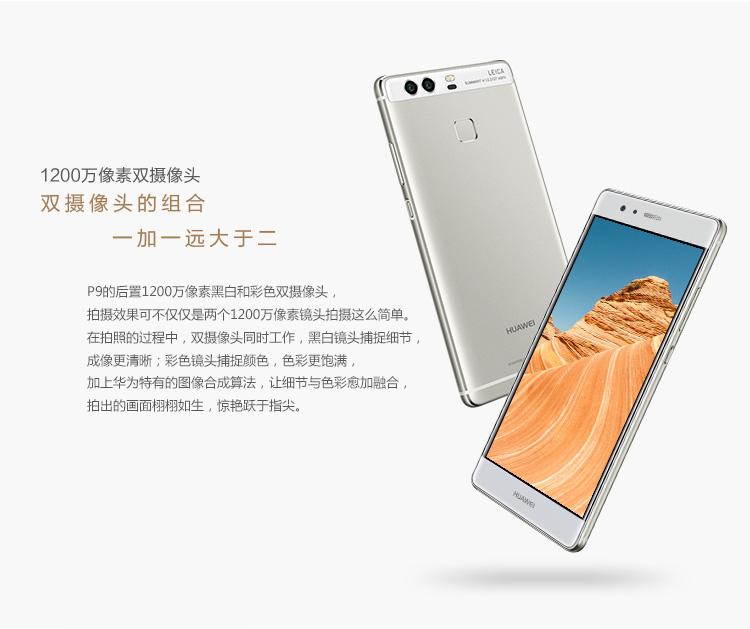 1200万像素双摄像头
双摄像头的组合
一加一远大于二
P9的后置1200万像素黑白和彩色双摄像头，
拍摄效果可不仅仅是两个1200万像素镜头拍摄这么简单。
在拍照的过程中，双摄像头同时工作，黑白镜头捕捉细节，
成像更清晰；彩色镜头捕捉颜色，色彩更饱满，
加上华为特有的图像合成算法，让细节与色彩愈加融合，
拍出的画面栩栩如生，惊艳跃于指尖。
LEICA
HUAWEI
HUAWEI